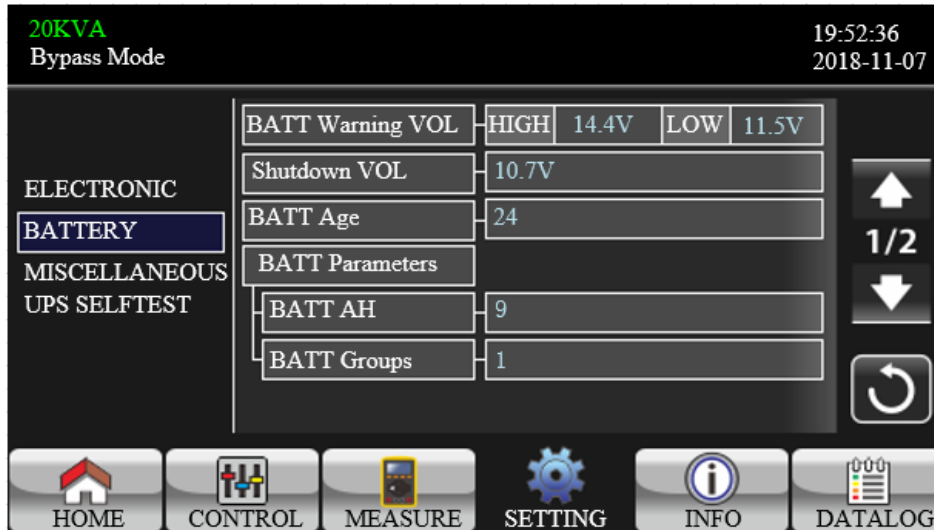 20KVA
Bypass Mode
19:52:36
2018-11-07
ELECTRONIC
BATTERY
MISCELLANEOUS
UPS SELFTEST
BATT Warning VOL HIGH 14.4V LOW 11.5V
Shutdown VOL 10.7V
BATT Age 24
BATT Parameters
BATT AH 9
BATT Groups 1
1/2
HOME CONTROL MEASURE SETTING INFO DATALOG